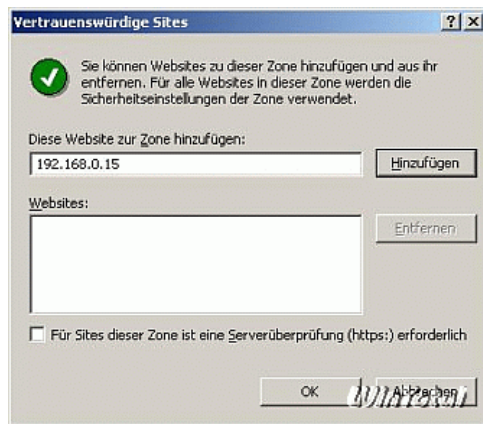 Vertrauenswürdige Sites
Sie können Websites zu dieser Zone hinzufügen und aus ihr
entfernen. Für alle Websites in dieser Zone werden die
Sicherheitseinstellungen der Zone verwendet.
Diese Website zur Zone hinzufügen:
192.168.0.15
Hinzufügen
Websites:
Entfernen
Für Sites dieser Zone ist eine Serverüberprüfung (https:) erforderlich
OK
Abbrechen
WinTotal